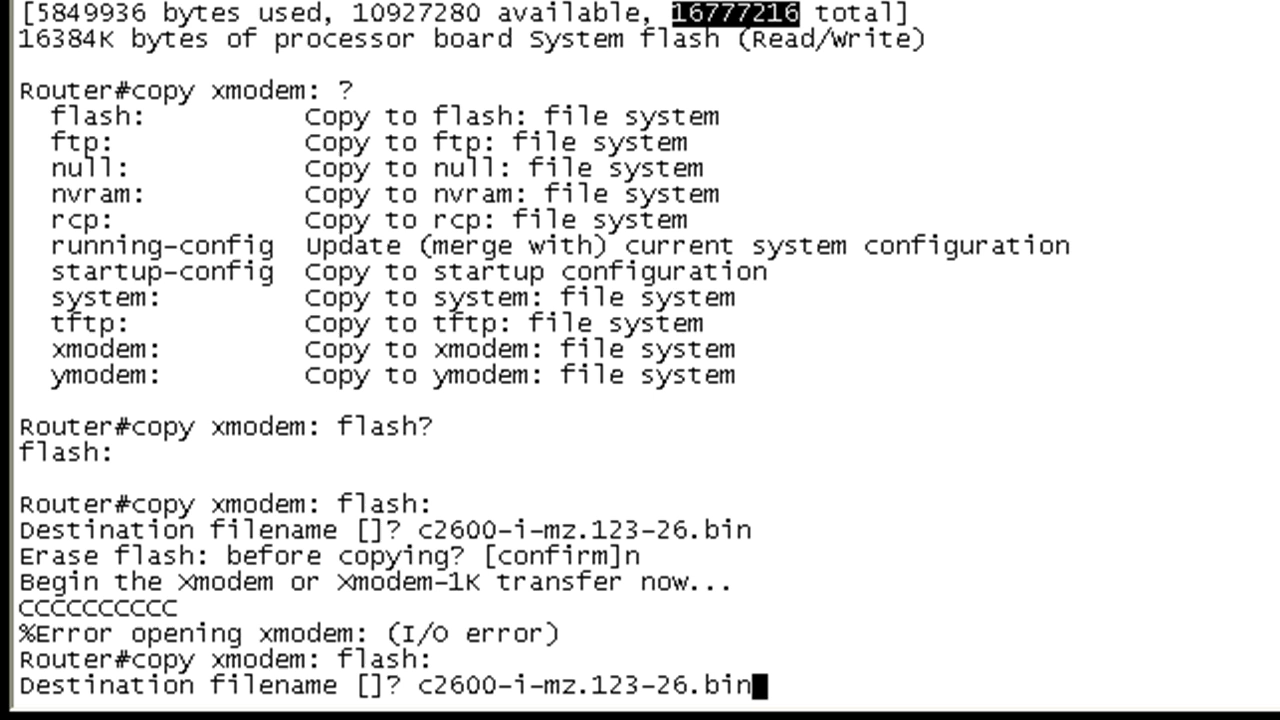 [5849936 bytes used, 10927280 available, 16777216 total]
16384K bytes of processor board System flash (Read/Write)
Router#copy xmodem: ?
flash: Copy to flash: file system
ftp: Copy to ftp: file system
null: Copy to null: file system
nvram: Copy to nvram: file system
rcp: Copy to rcp: file system
running-config Update (merge with) current system configuration
startup-config Copy to startup configuration
system: Copy to system: file system
tftp: Copy to tftp: file system
xmodem: Copy to xmodem: file system
ymodem: Copy to ymodem: file system
Router#copy xmodem: flash?
flash:
Router#copy xmodem: flash:
Destination filename []? c2600-i-mz.123-26.bin
Erase flash: before copying? [confirm]n
Begin the Xmodem or Xmodem-1K transfer now...
CCCCCCCCCC
%Error opening xmodem: (I/O error)
Router#copy xmodem: flash:
Destination filename []? c2600-i-mz.123-26.bin